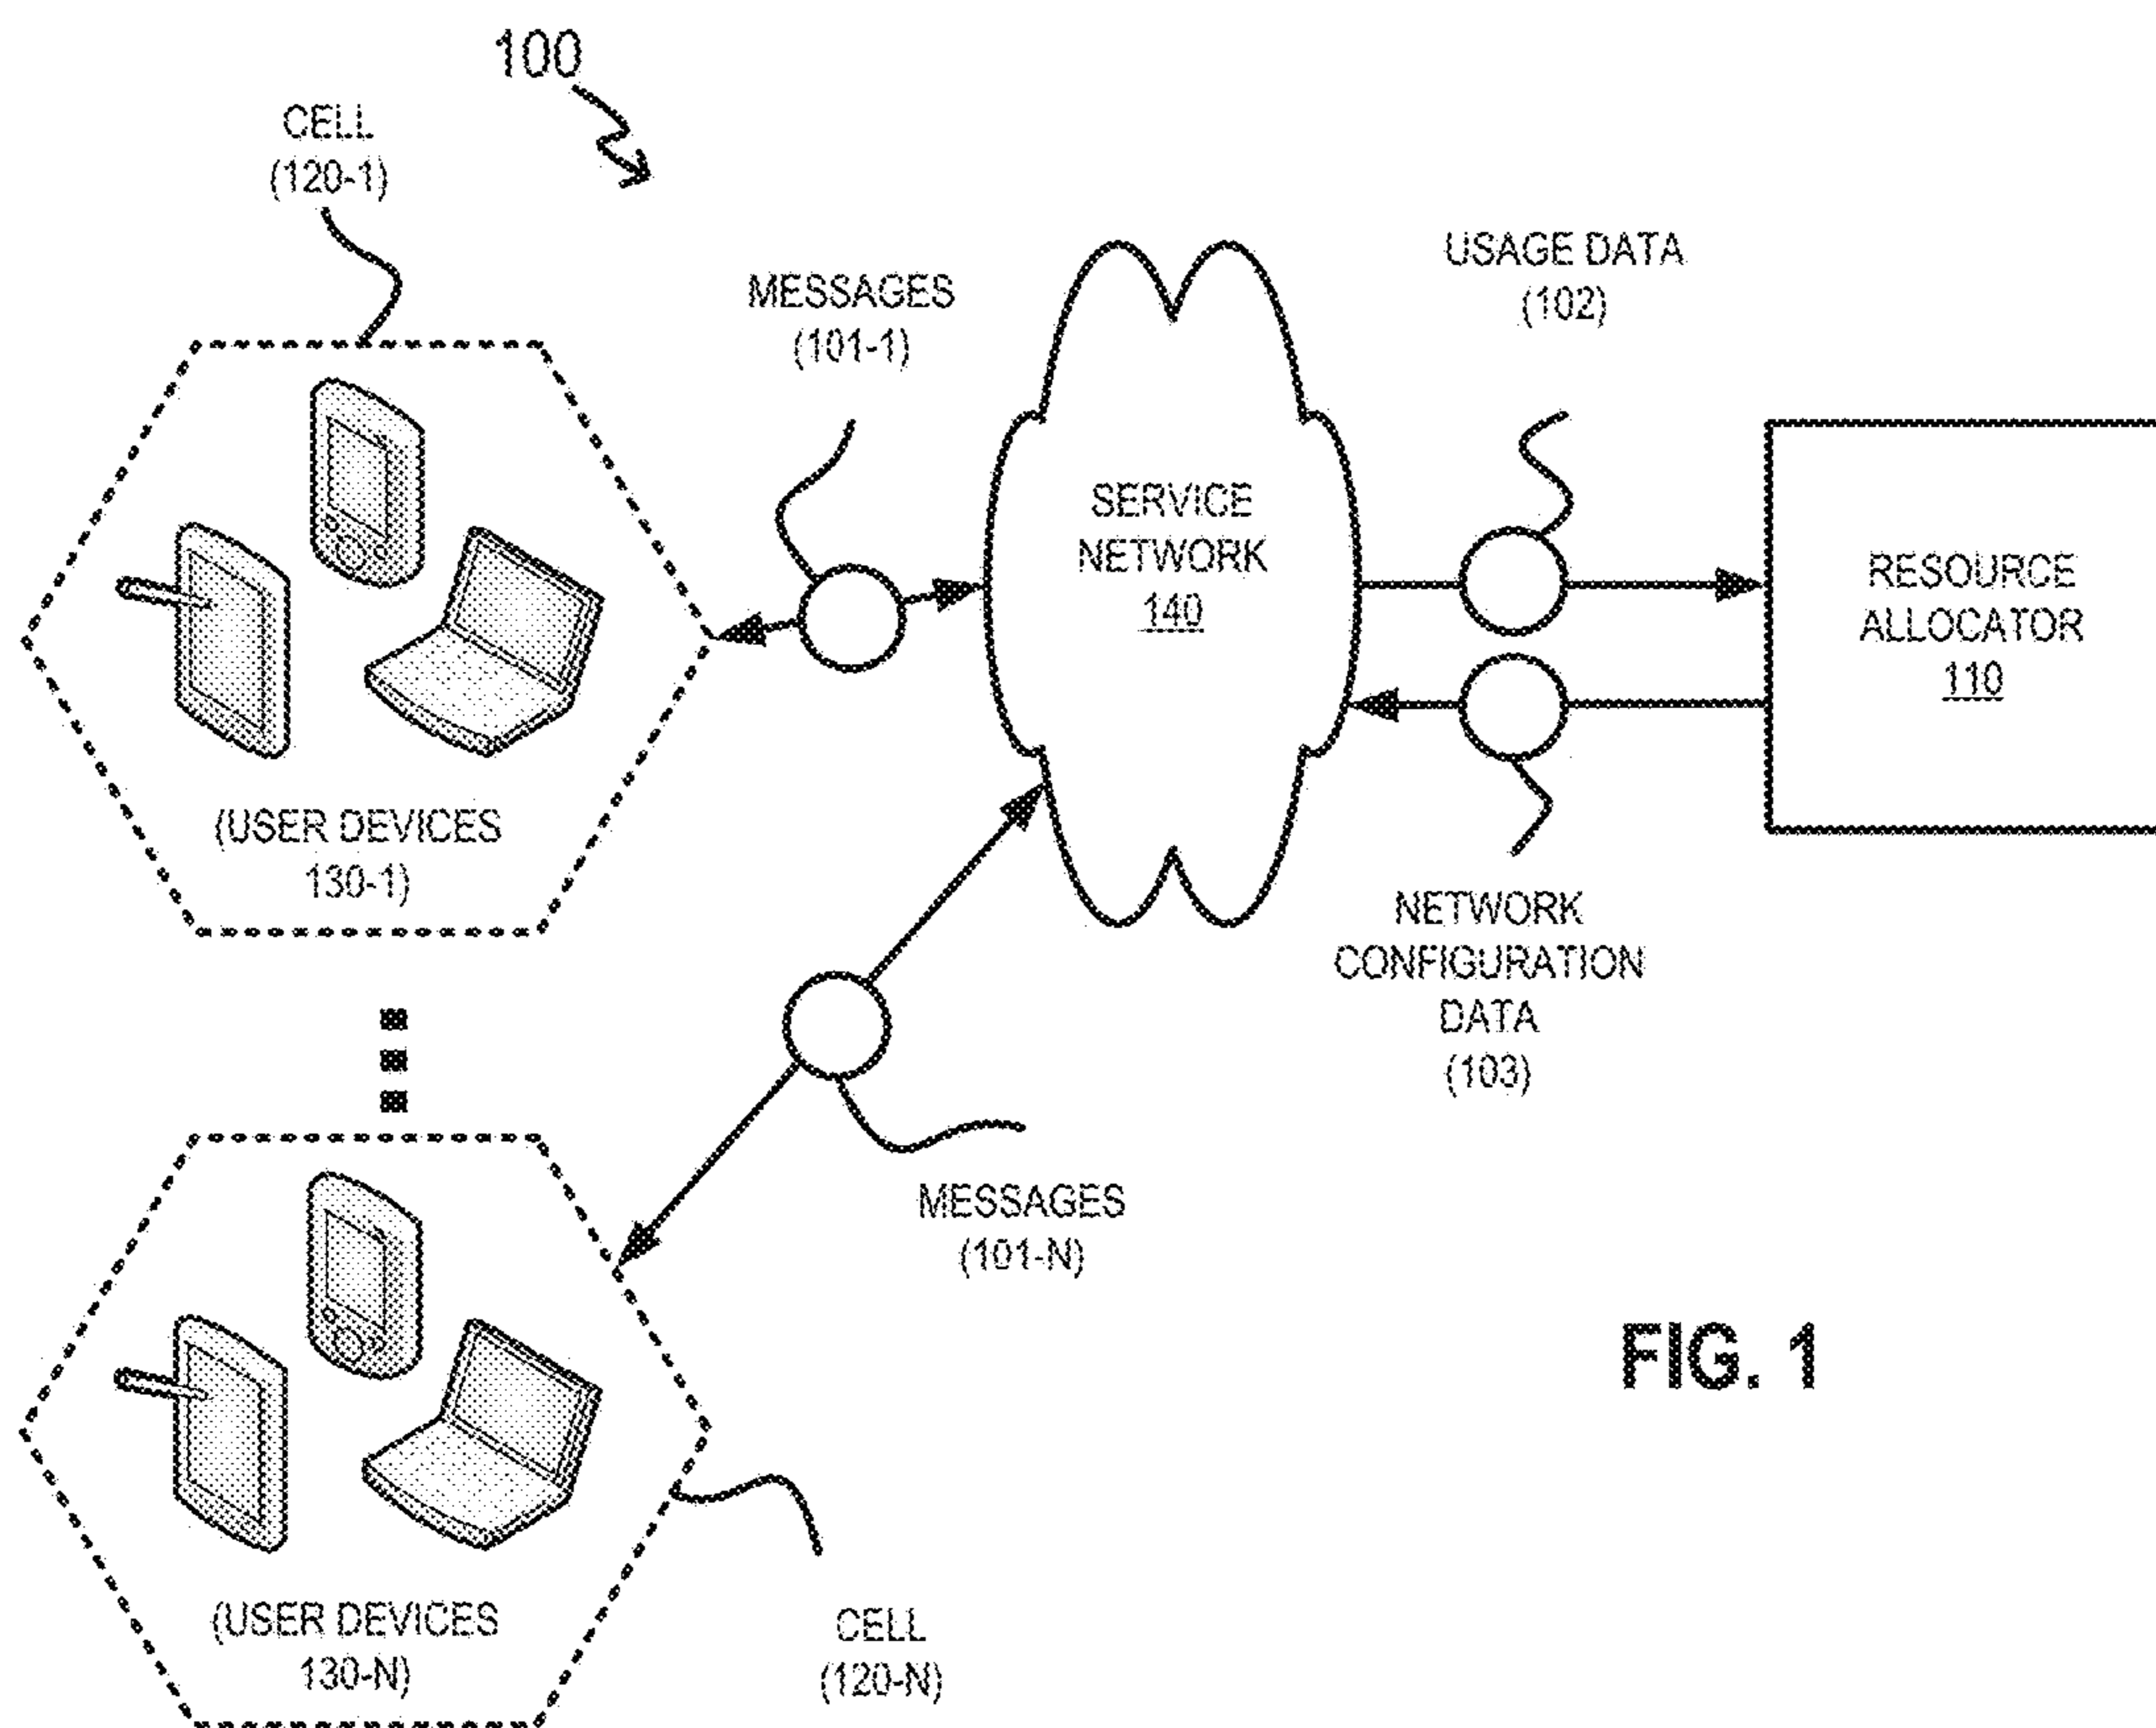 100
CELL
(120-1)
MESSAGES
(101-1)
USAGE DATA
(102)
SERVICE
NETWORK
140
RESOURCE
ALLOCATOR
110
(USER DEVICES
130-1)
NETWORK
CONFIGURATION
DATA
(103)
MESSAGES
(101-N)
FIG. 1
(USER DEVICES
130-N)
CELL
(120-N)